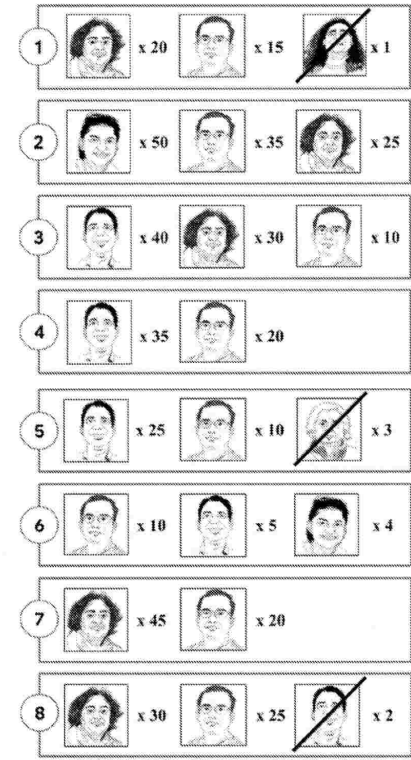 1 x 20 x 15 x 1
2 x 50 x 35 x 25
3 x 40 x 30 x 10
4 x 35 x 20
5 x 25 x 10 x 3
6 x 10 x 5 x 4
7 x 45 x 20
8 x 30 x 25 x 2